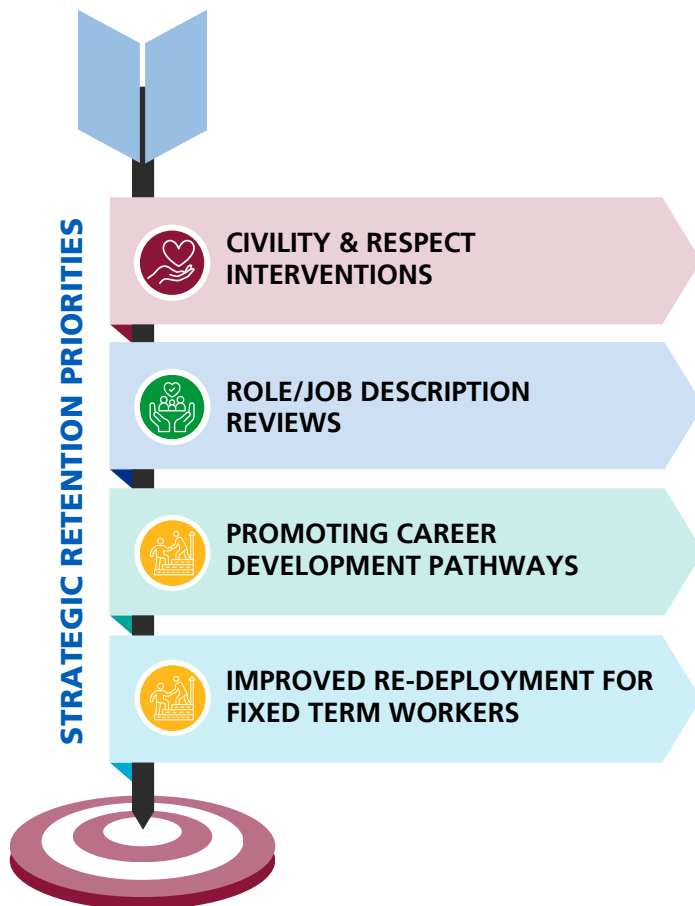 STRATEGIC RETENTION PRIORITIES
CIVILITY & RESPECT
INTERVENTIONS
ROLE/JOB DESCRIPTION
REVIEWS
PROMOTING CAREER
DEVELOPMENT PATHWAYS
IMPROVED RE-DEPLOYMENT FOR
FIXED TERM WORKERS